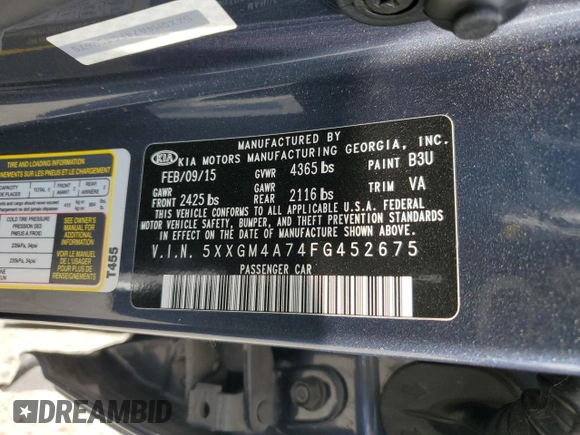 MANUFACTURED BY
KIA KIA MOTORS MANUFACTURING GEORGIA, INC.
FEB/09/15 GVWR 4365 lbs PAINT B3U
GAWR FRONT 2425 lbs GAWR REAR 2116 lbs TRIM VA
THIS VEHICLE CONFORMS TO ALL APPLICABLE U.S. FEDERAL
MOTOR VEHICLE SAFETY, BUMPER, AND THEFT PREVENTION STANDARDS
IN EFFECT ON THE DATE OF MANUFACTURE SHOWN ABOVE.
V.I.N. 5XXGM4A74FG452675
PASSENGER CAR
TIRE AND LOADING INFORMATION
SEE OWNER'S
MANUAL FOR
ADDITIONAL
INFORMATION
T455
DREAMBID